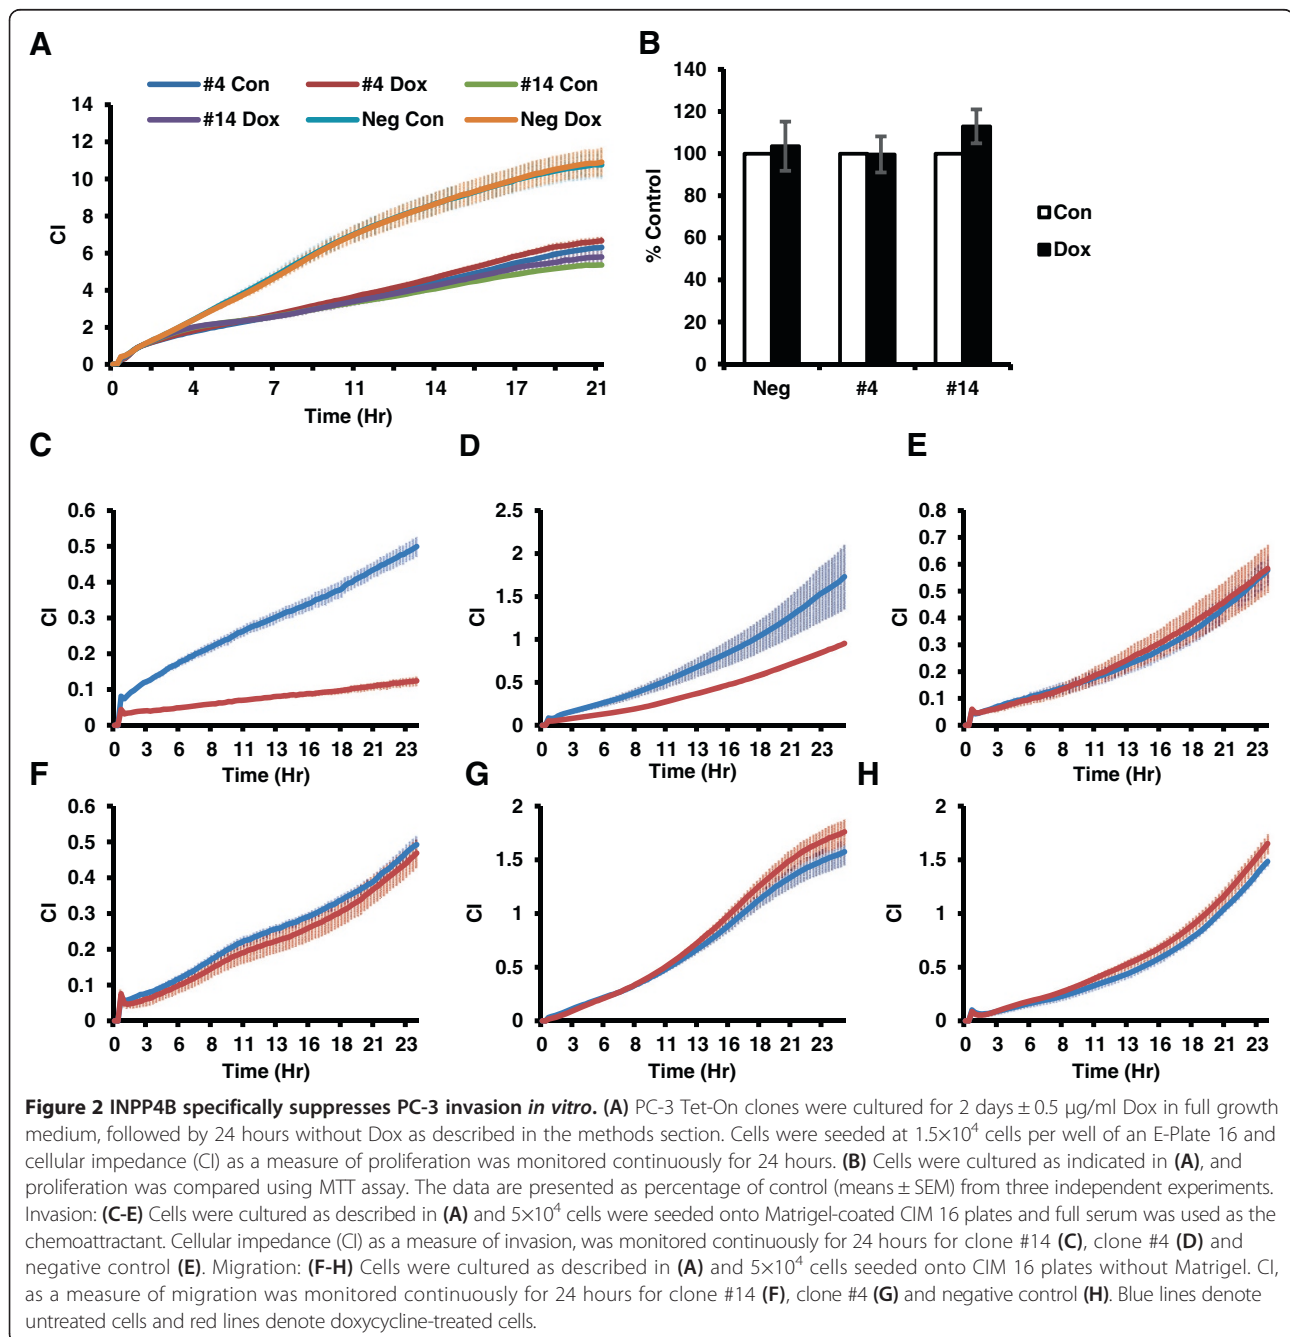 A
#4 Con #4 Dox #14 Con
#14 Dox Neg Con Neg Dox
14
12
10
8
6
4
2
0
CI
0 4 7 11 14 17 21
Time (Hr)
B
140
120
100
80
60
40
20
0
% Control
Neg #4 #14
Con
Dox
C
0.6
0.5
0.4
0.3
0.2
0.1
0
CI
0 3 6 8 11 13 16 18 21 23
Time (Hr)
D
2.5
2
1.5
1
0.5
0
CI
0 3 6 8 11 13 16 18 21 23
Time (Hr)
E
0.8
0.7
0.6
0.5
0.4
0.3
0.2
0.1
0
CI
0 3 6 8 11 13 16 18 21 23
Time (Hr)
F
0.6
0.5
0.4
0.3
0.2
0.1
0
CI
0 3 6 8 11 13 16 18 21 23
Time (Hr)
G
2
1.5
1
0.5
0
CI
0 3 6 8 11 13 16 18 21 23
Time (Hr)
H
2
1.5
1
0.5
0
CI
0 3 6 8 11 13 16 18 21 23
Time (Hr)
Figure 2 INPP4B specifically suppresses PC-3 invasion in vitro. (A) PC-3 Tet-On clones were cultured for 2 days ± 0.5 μg/ml Dox in full growth
medium, followed by 24 hours without Dox as described in the methods section. Cells were seeded at 1.5×10⁴ cells per well of an E-Plate 16 and
cellular impedance (CI) as a measure of proliferation was monitored continuously for 24 hours. (B) Cells were cultured as indicated in (A), and
proliferation was compared using MTT assay. The data are presented as percentage of control (means ± SEM) from three independent experiments.
Invasion: (C-E) Cells were cultured as described in (A) and 5×10⁴ cells were seeded onto Matrigel-coated CIM 16 plates and full serum was used as the
chemoattractant. Cellular impedance (CI) as a measure of invasion, was monitored continuously for 24 hours for clone #14 (C), clone #4 (D) and
negative control (E). Migration: (F-H) Cells were cultured as described in (A) and 5×10⁴ cells seeded onto CIM 16 plates without Matrigel. CI,
as a measure of migration was monitored continuously for 24 hours for clone #14 (F), clone #4 (G) and negative control (H). Blue lines denote
untreated cells and red lines denote doxycycline-treated cells.